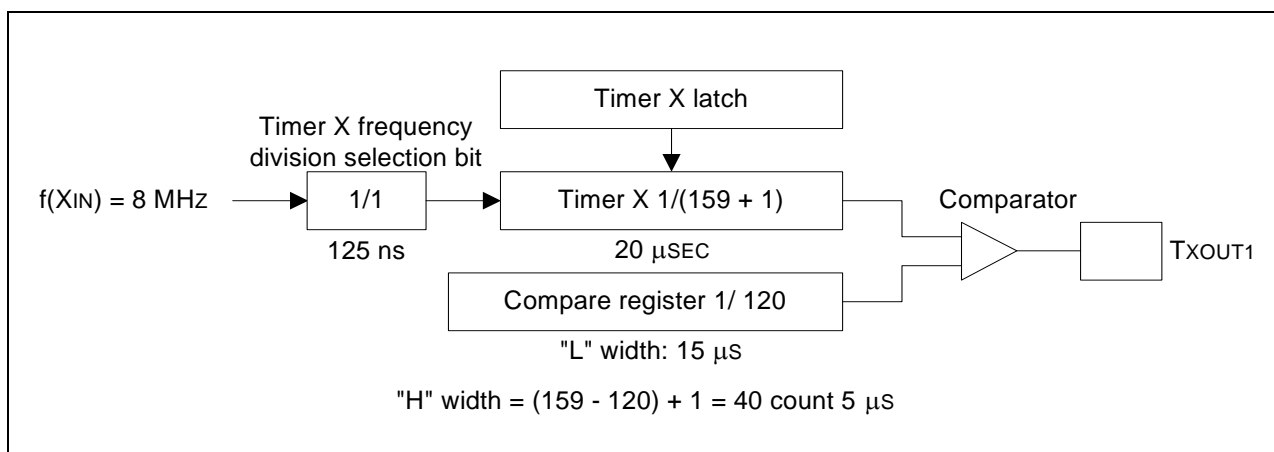 Timer X latch
Timer X frequency
division selection bit
f(XIN) = 8 MHZ
1/1
Timer X 1/(159 + 1)
Comparator
125 ns
20 μSEC
TXOUT1
Compare register 1/ 120
"L" width: 15 μS
"H" width = (159 - 120) + 1 = 40 count 5 μS